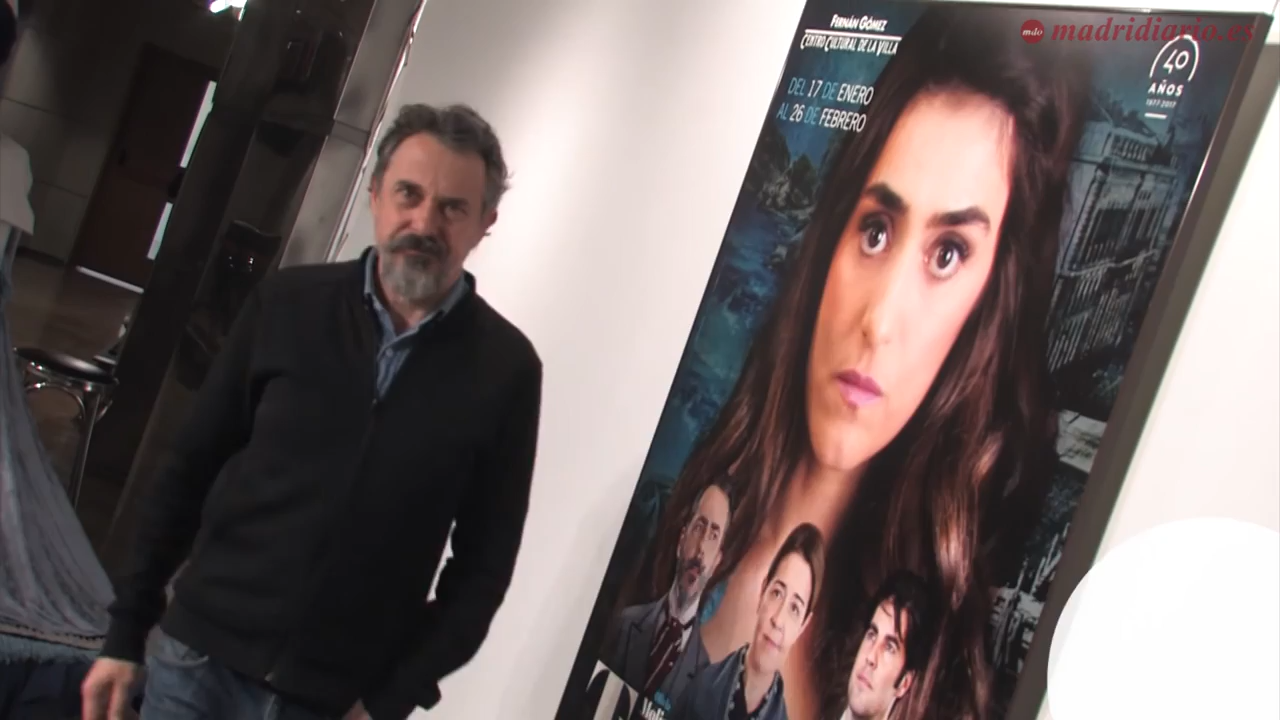 FERNÁN GÓMEZ
CENTRO CULTURAL DE LA VILLA
DEL 17 DE ENERO
AL 26 DE FEBRERO
mdo madridiario.es
40
AÑOS
1977-2017